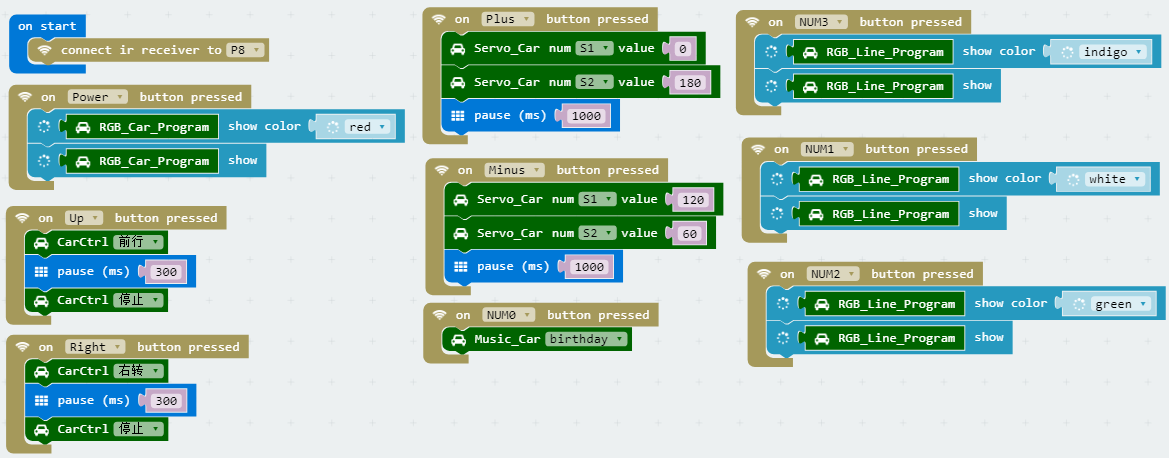 on start
connect ir receiver to P8
on Power button pressed
RGB_Car_Program show color red
RGB_Car_Program show
on Up button pressed
CarCtrl 前行
pause (ms) 300
CarCtrl 停止
on Right button pressed
CarCtrl 右转
pause (ms) 300
CarCtrl 停止
on Plus button pressed
Servo_Car num S1 value 0
Servo_Car num S2 value 180
pause (ms) 1000
on Minus button pressed
Servo_Car num S1 value 120
Servo_Car num S2 value 60
pause (ms) 1000
on NUM0 button pressed
Music_Car birthday
on NUM3 button pressed
RGB_Line_Program show color indigo
RGB_Line_Program show
on NUM1 button pressed
RGB_Line_Program show color white
RGB_Line_Program show
on NUM2 button pressed
RGB_Line_Program show color green
RGB_Line_Program show